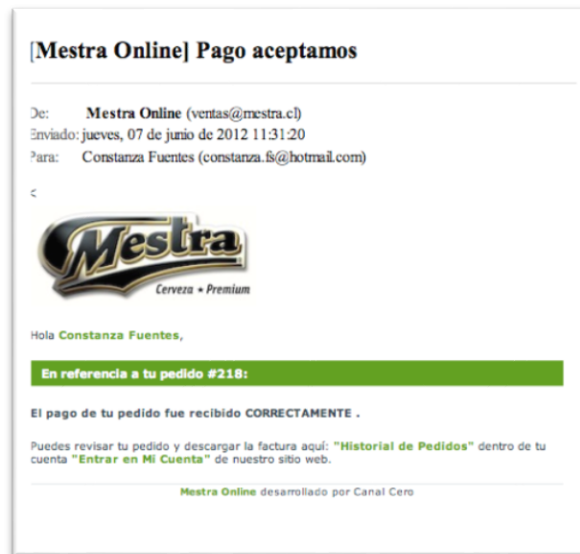 [Mestra Online] Pago aceptamos
De: Mestra Online (ventas@mestra.cl)
Enviado: jueves, 07 de junio de 2012 11:31:20
Para: Constanza Fuentes (constanza.fs@hotmail.com)
<
Mestra
Cerveza • Premium
Hola Constanza Fuentes,
En referencia a tu pedido #218:
El pago de tu pedido fue recibido CORRECTAMENTE .
Puedes revisar tu pedido y descargar la factura aquí: "Historial de Pedidos" dentro de tu
cuenta "Entrar en Mi Cuenta" de nuestro sitio web.
Mestra Online desarrollado por Canal Cero